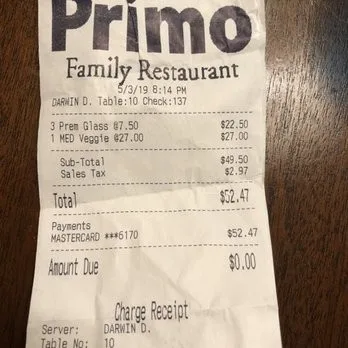 Primo
Family Restaurant
5/3/19 8:14 PM
DARWIN D. Table:10 Check:137
3 Prem Glass @7.50 $22.50
1 MED Veggie @27.00 $27.00
Sub-Total $49.50
Sales Tax $2.97
Total $52.47
Payments
MASTERCARD ***6170 $52.47
Amount Due $0.00
Charge Receipt
Server: DARWIN D.
Table No: 10